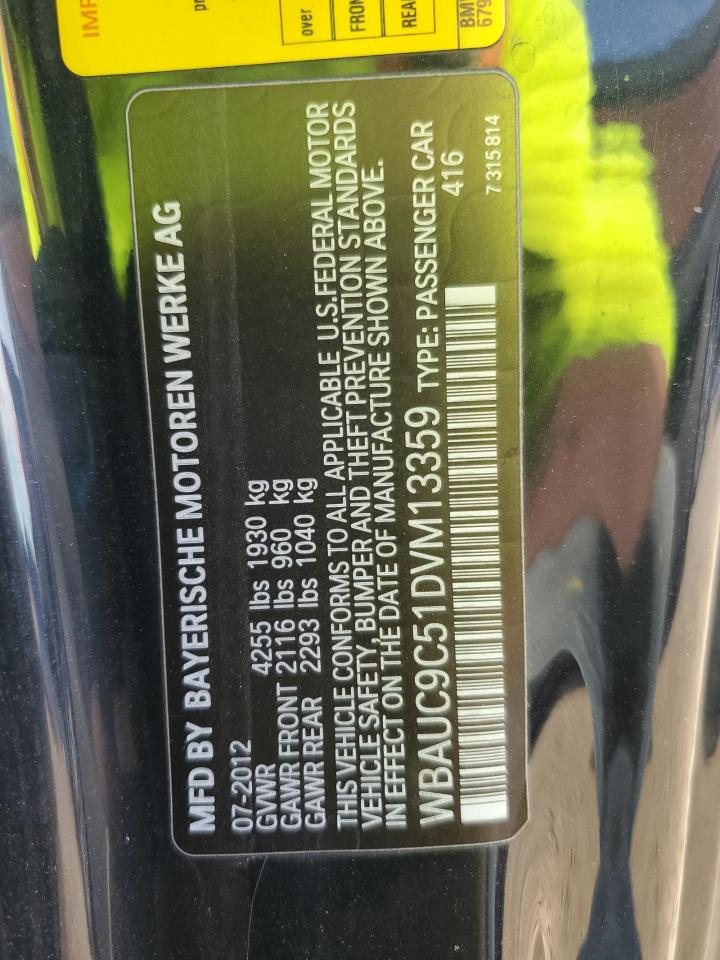 IMP
over
FRON
REA
BM
679
MFD BY BAYERISCHE MOTOREN WERKE AG
07-2012
GVWR 4255 lbs 1930 kg
GAWR FRONT 2116 lbs 960 kg
GAWR REAR 2293 lbs 1040 kg
THIS VEHICLE CONFORMS TO ALL APPLICABLE U.S.FEDERAL MOTOR
VEHICLE SAFETY, BUMPER AND THEFT PREVENTION STANDARDS
IN EFFECT ON THE DATE OF MANUFACTURE SHOWN ABOVE.
WBAUC9C51DVM13359 TYPE: PASSENGER CAR
416
7 315 814